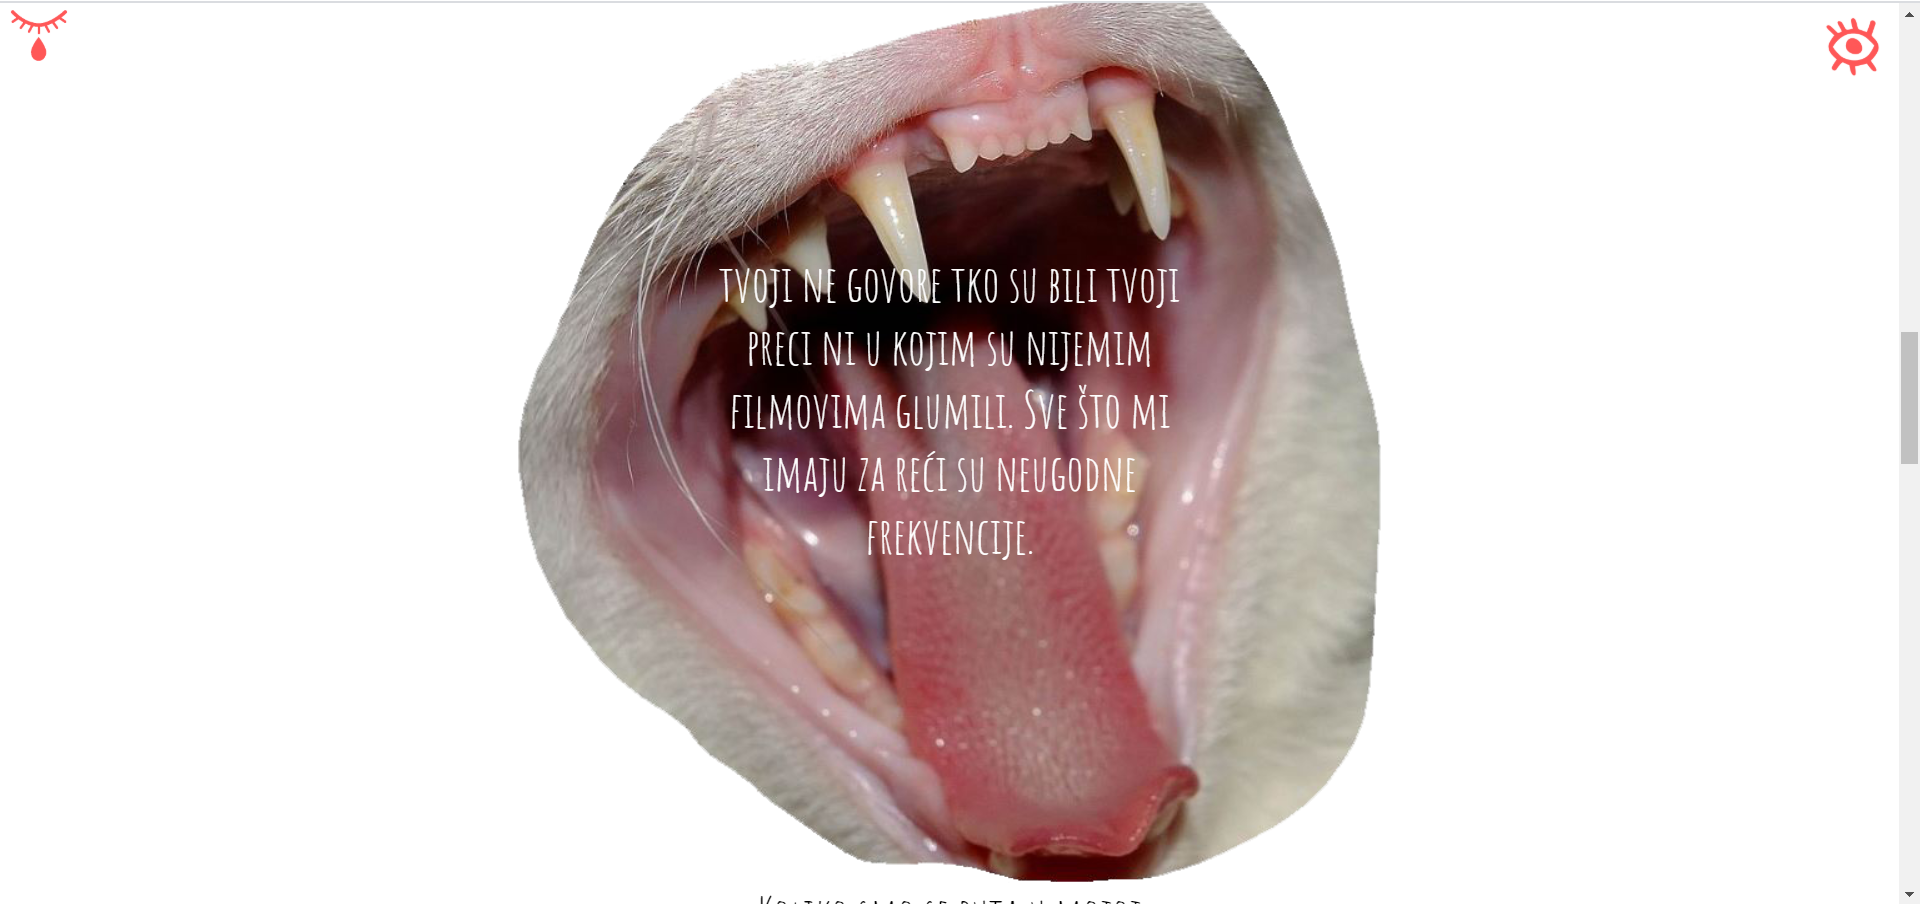 tvoji ne govore tko su bili tvoji
preci ni u kojim su nijemim
filmovima glumili. Sve što mi
imaju za reći su neugodne
frekvencije.